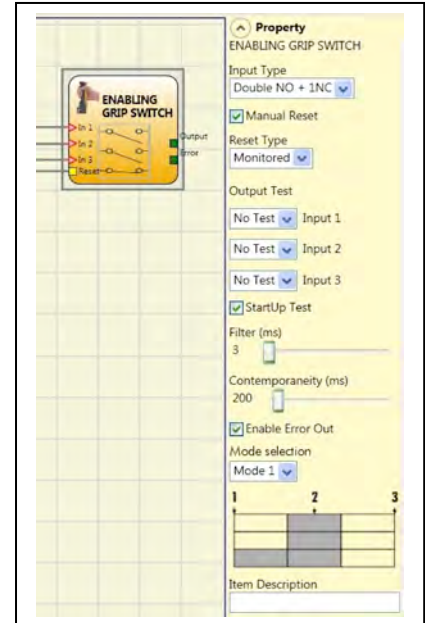 ENABLING
GRIP SWITCH
In 1
In 2
In 3
Reset
Output
Error
Property
ENABLING GRIP SWITCH
Input Type
Double NO + 1NC
Manual Reset
Reset Type
Monitored
Output Test
No Test Input 1
No Test Input 2
No Test Input 3
StartUp Test
Filter (ms)
3
Contemporaneity (ms)
200
Enable Error Out
Mode selection
Mode 1
1 2 3
Item Description